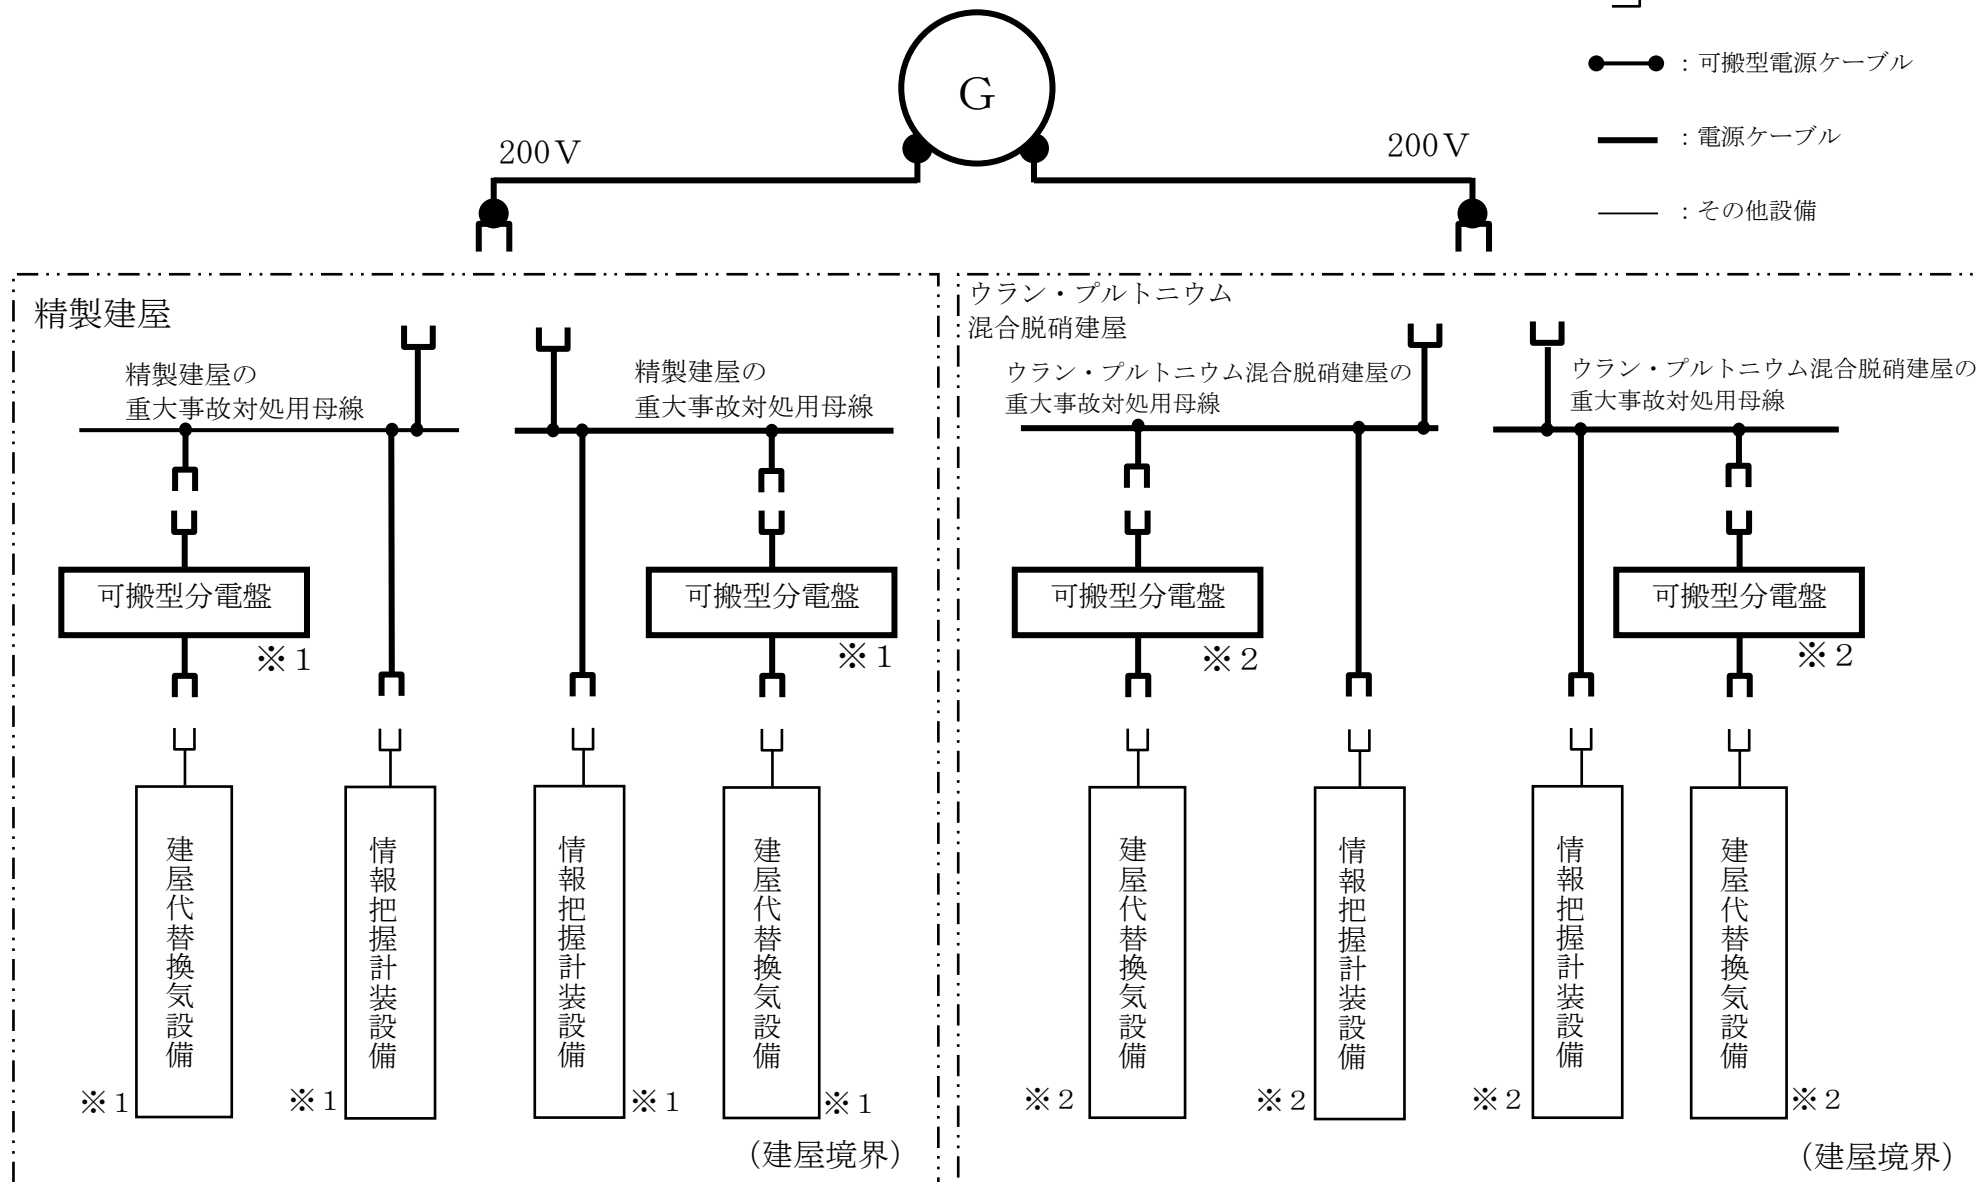 G
200V
200V
：可搬型電源ケーブル
：電源ケーブル
：その他設備
精製建屋
精製建屋の
重大事故対処用母線
精製建屋の
重大事故対処用母線
可搬型分電盤
※１
可搬型分電盤
※１
建屋代替換気設備
※１
情報把握計装設備
※１
情報把握計装設備
※１
建屋代替換気設備
※１
（建屋境界）
ウラン・プルトニウム
混合脱硝建屋
ウラン・プルトニウム混合脱硝建屋の
重大事故対処用母線
ウラン・プルトニウム混合脱硝建屋の
重大事故対処用母線
可搬型分電盤
※２
可搬型分電盤
※２
建屋代替換気設備
※２
情報把握計装設備
※２
情報把握計装設備
※２
建屋代替換気設備
※２
（建屋境界）